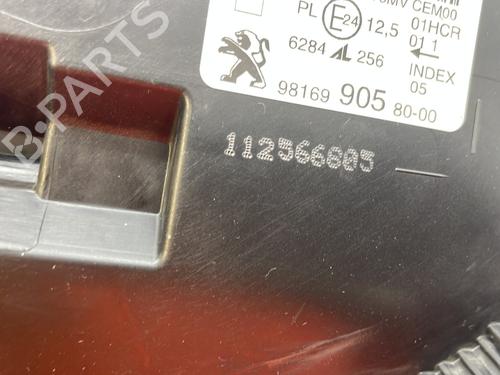 CEM00
PL E24 12,5 01HCR
01 1
6284 AL 256 INDEX
05
98169 905 80-00
112566805
B-PARTS